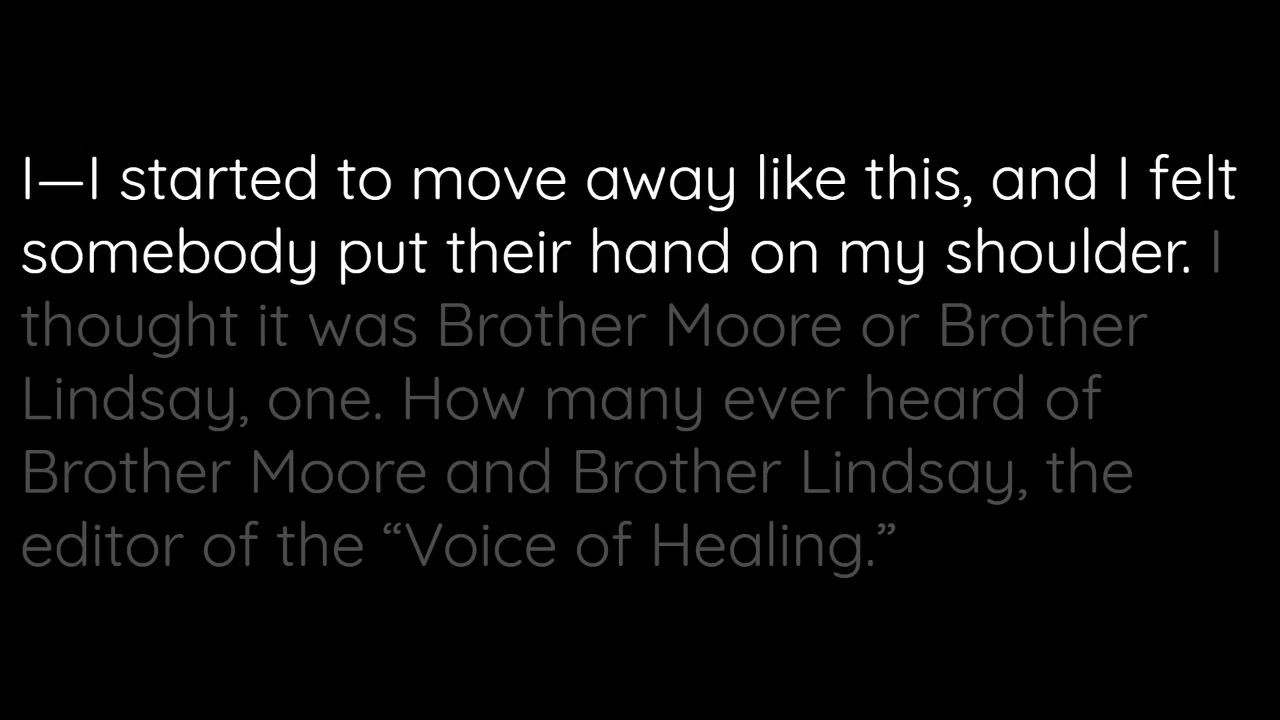 I—I started to move away like this, and I felt
somebody put their hand on my shoulder. I
thought it was Brother Moore or Brother
Lindsay, one. How many ever heard of
Brother Moore and Brother Lindsay, the
editor of the “Voice of Healing.”